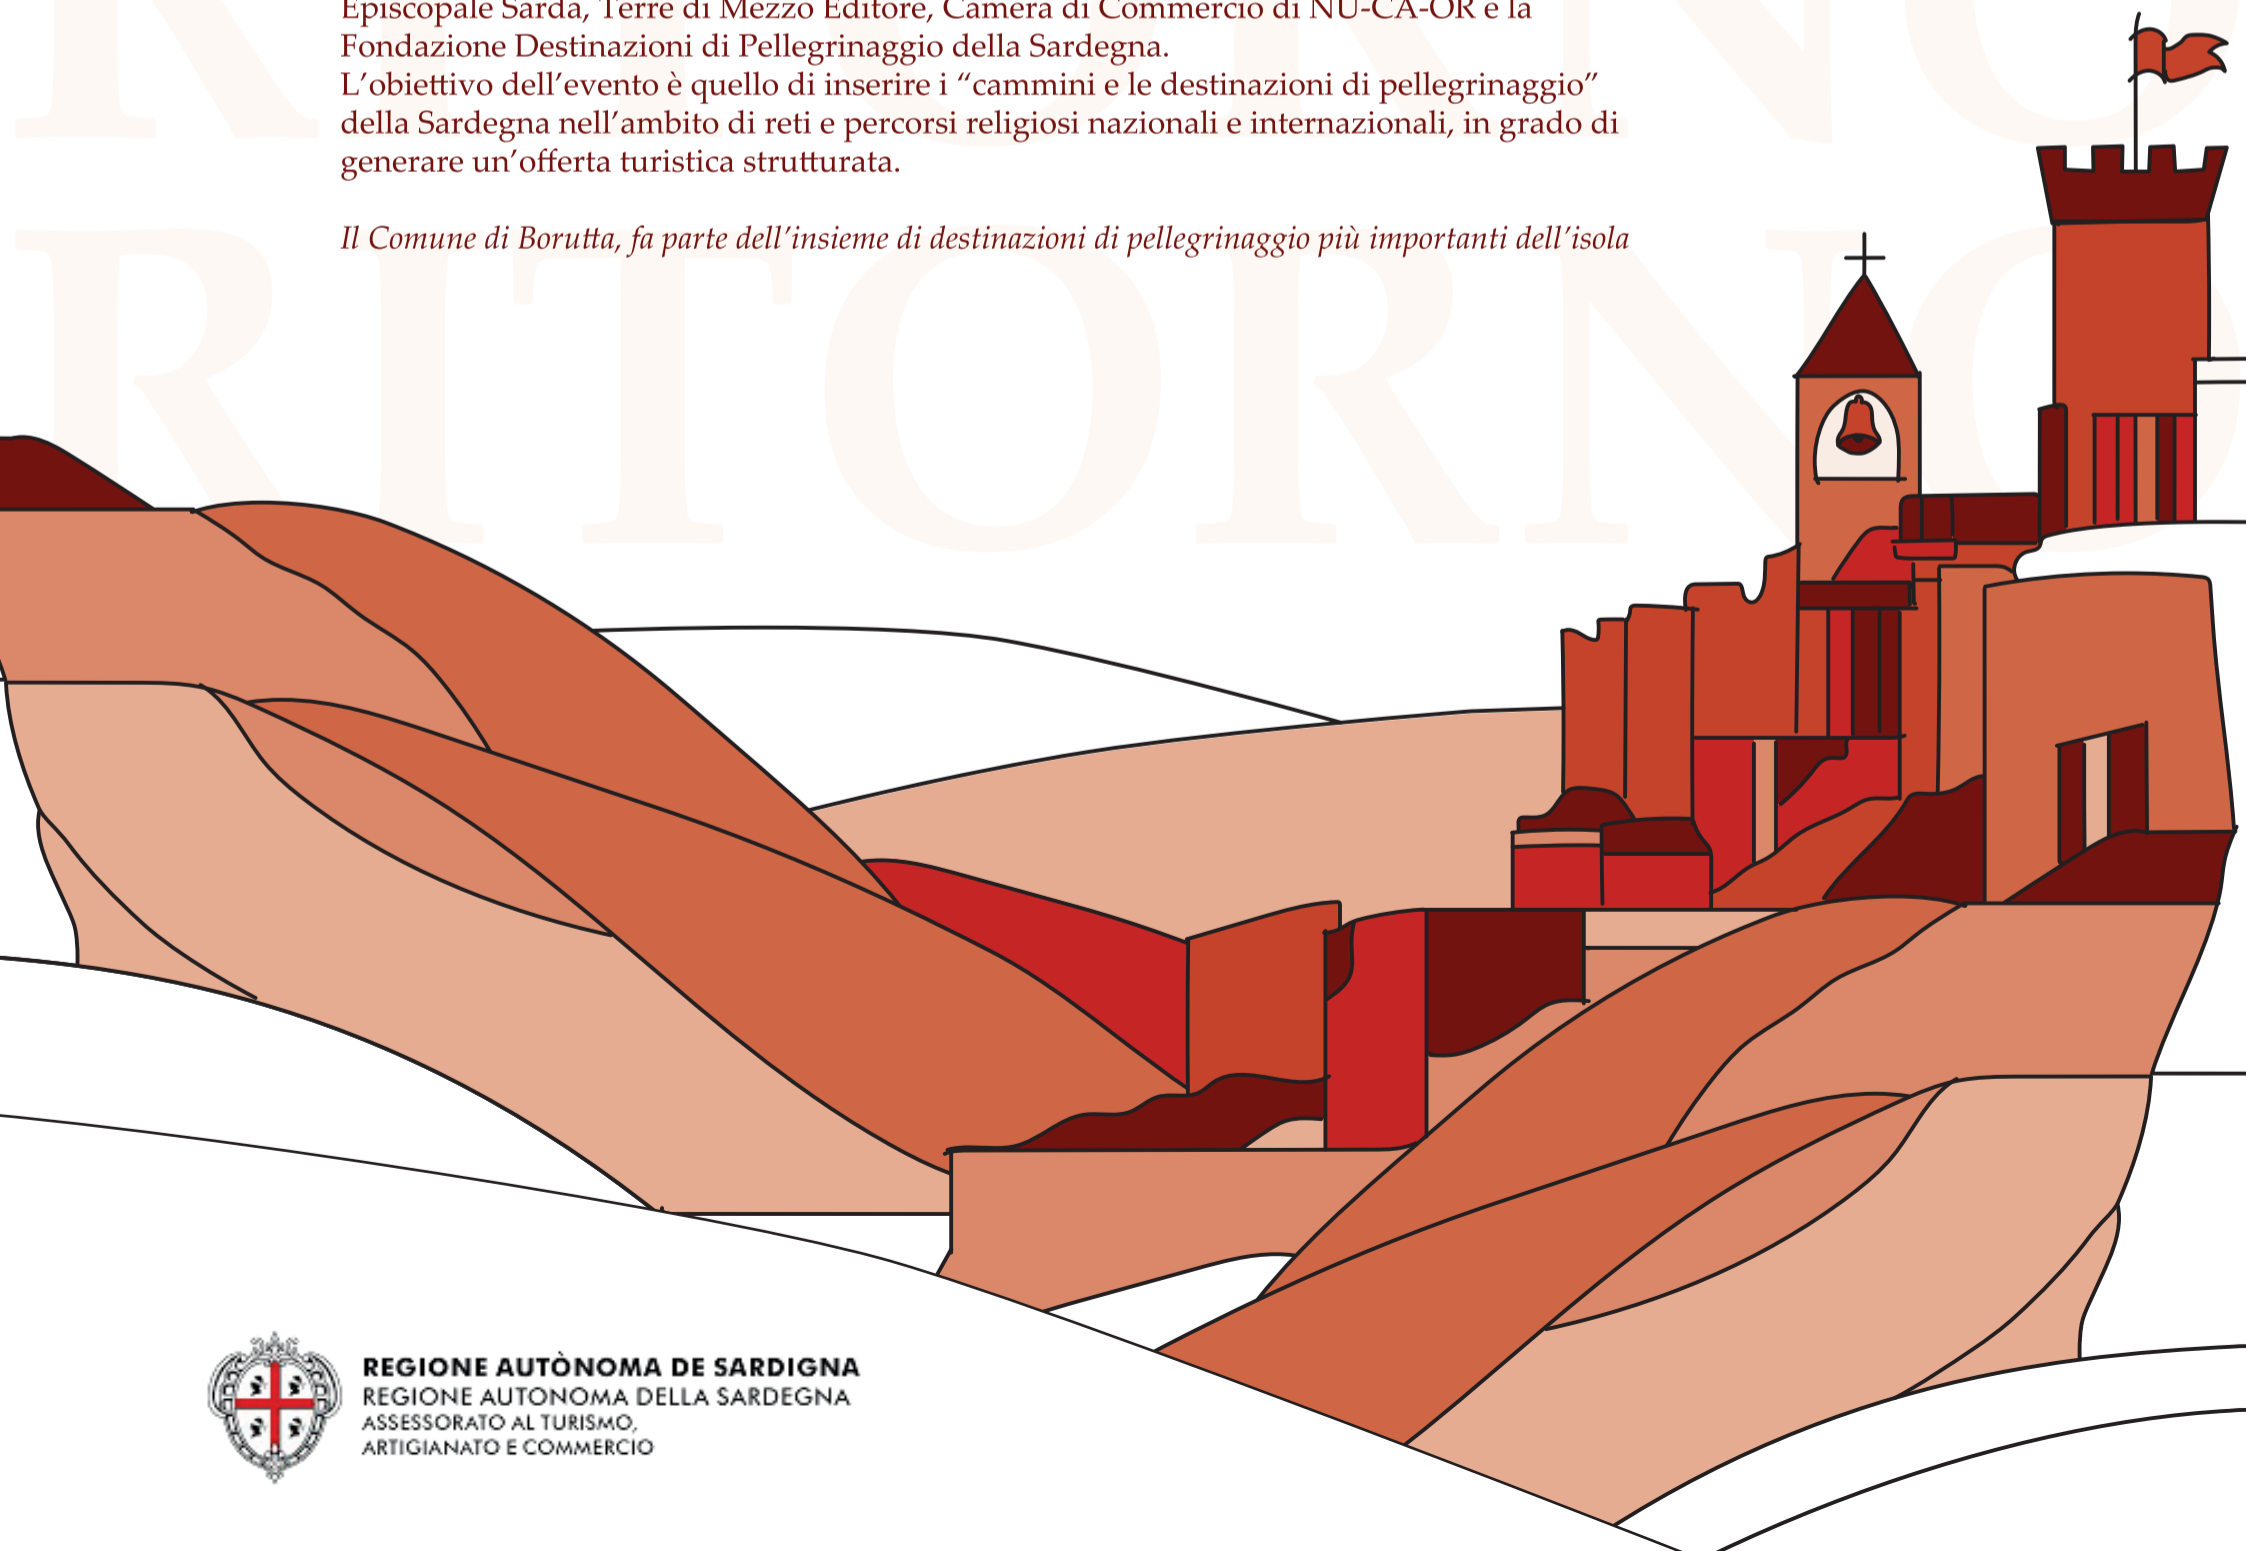 Episcopale Sarda, Terre di Mezzo Editore, Camera di Commercio di NU-CA-OR e la
Fondazione Destinazioni di Pellegrinaggio della Sardegna.
L’obiettivo dell’evento è quello di inserire i “cammini e le destinazioni di pellegrinaggio”
della Sardegna nell’ambito di reti e percorsi religiosi nazionali e internazionali, in grado di
generare un’offerta turistica strutturata.
Il Comune di Borutta, fa parte dell’insieme di destinazioni di pellegrinaggio più importanti dell’isola
RITORNO
RITORNO
REGIONE AUTÒNOMA DE SARDIGNA
REGIONE AUTONOMA DELLA SARDEGNA
ASSESSORATO AL TURISMO,
ARTIGIANATO E COMMERCIO